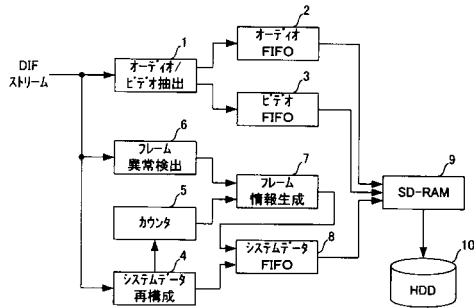 DIF
ストリーム
1
オーディオ/
ビデオ抽出
2
オーディオ
FIFO
3
ビデオ
FIFO
6
フレーム
異常検出
7
フレーム
情報生成
5
カウンタ
4
システムデータ
再構成
8
システムデータ
FIFO
9
SD-RAM
10
HDD